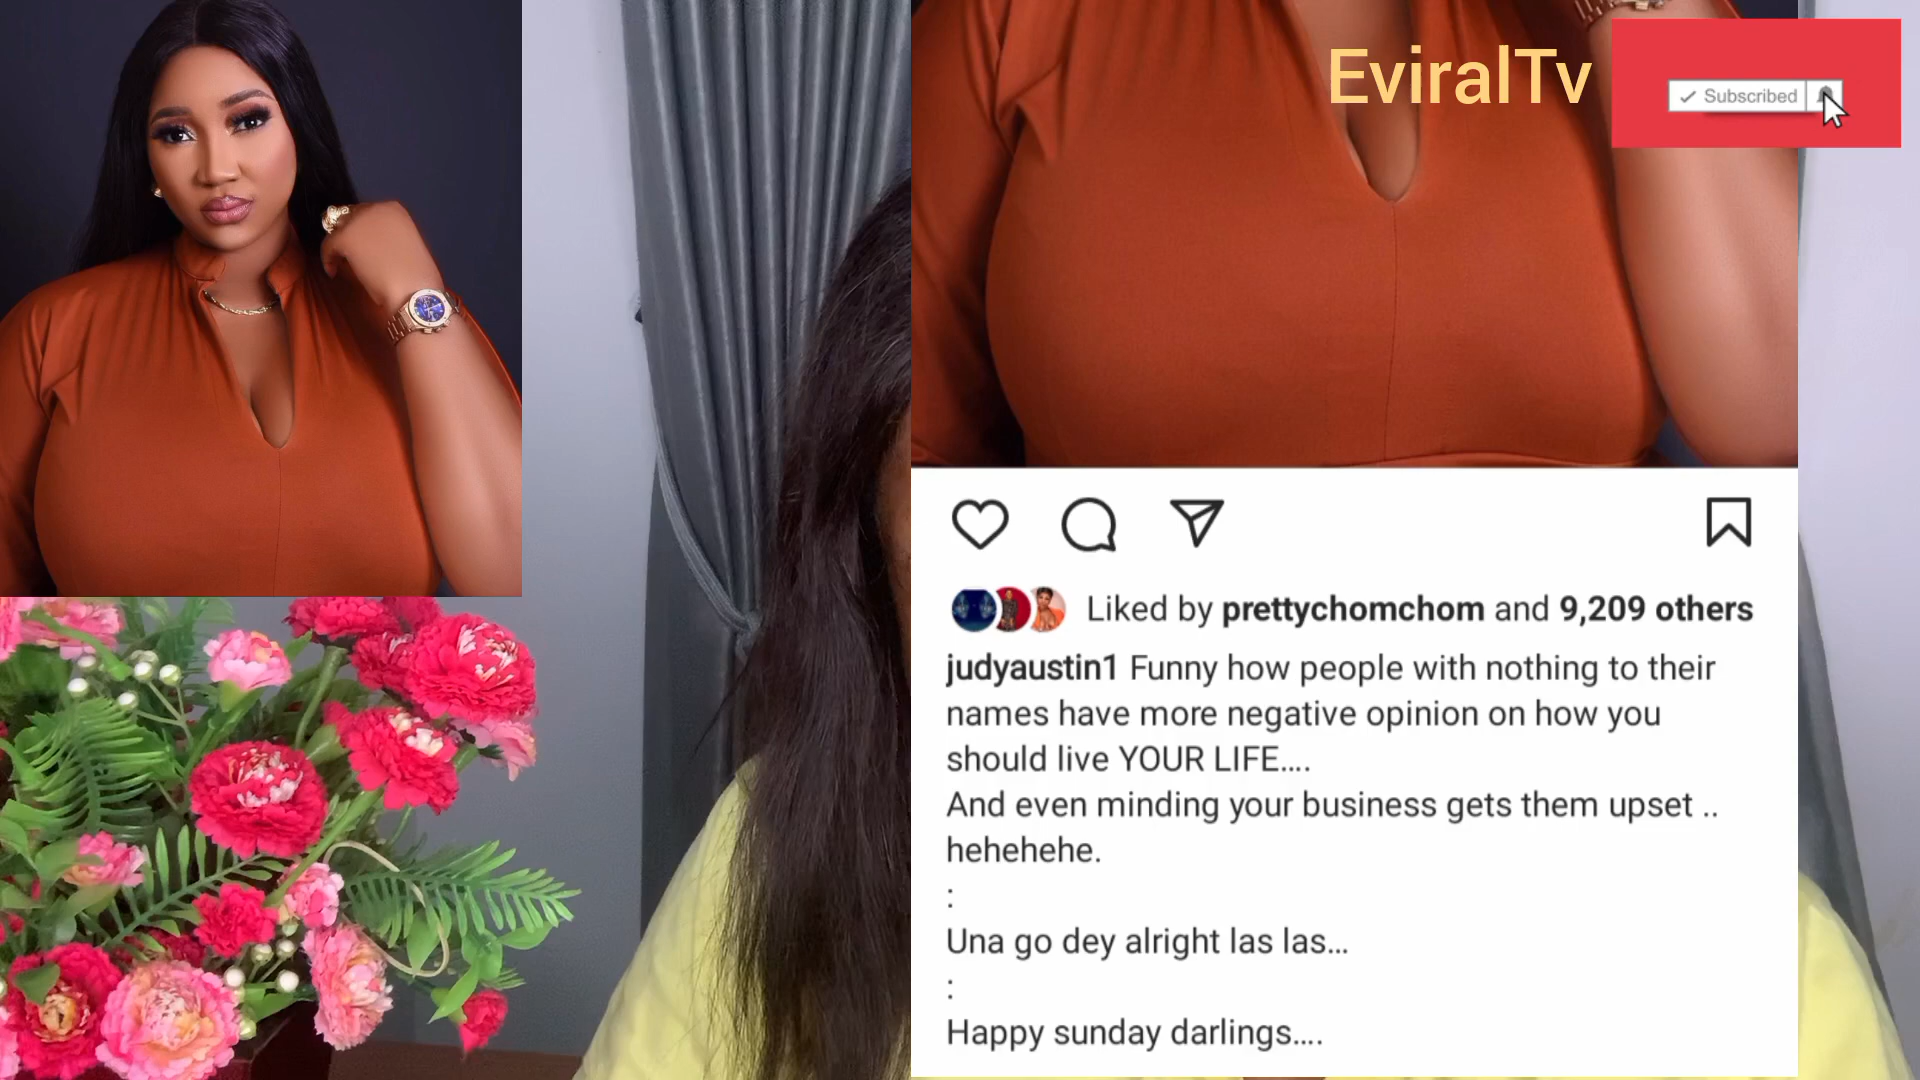 EviralTv
Subscribed
Liked by prettychomchom and 9,209 others
judyaustin1 Funny how people with nothing to their
names have more negative opinion on how you
should live YOUR LIFE....
And even minding your business gets them upset ..
hehehehe.
:
Una go dey alright las las...
:
Happy sunday darlings....